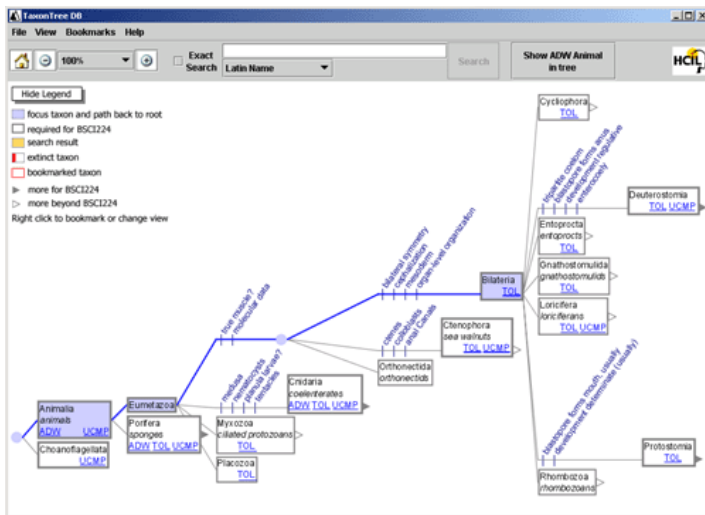 TaxonTree DB
File View Bookmarks Help
100%
Exact Search
Latin Name
Search
Show ADW Animal in tree
HCIL
Hide Legend
focus taxon and path back to root
required for BSCI224
search result
extinct taxon
bookmarked taxon
more for BSCI224
more beyond BSCI224
Right click to bookmark or change view
Cycliophora
TOL
tripartite coelom
blastopore forms anus
development regulative
enterocoely
Deuterostomia
TOL UCMP
Entoprocta
entoprocts
TOL
Gnathostomulida
gnathostomulids
TOL
Loricifera
loriciferans
TOL UCMP
bilateral symmetry
cephalization
mesoderm
organ-level organization
Bilateria
TOL
true muscle?
molecular data
ctenes
colloblasts
anal Canals
Ctenophora
sea walnuts
TOL UCMP
Orthonectida
orthonectids
medusa
nematocysts
planula larvae?
tentacles
Cnidaria
coelenterates
ADW TOL UCMP
Animalia
animals
ADW UCMP
Eumetazoa
Choanoflagellata
UCMP
Porifera
sponges
ADW TOL UCMP
Myxozoa
ciliated protozoans
TOL
Placozoa
TOL
blastopore forms mouth, usually
development determinate (usually)
Protostomia
TOL
Rhombozoa
rhombozoans